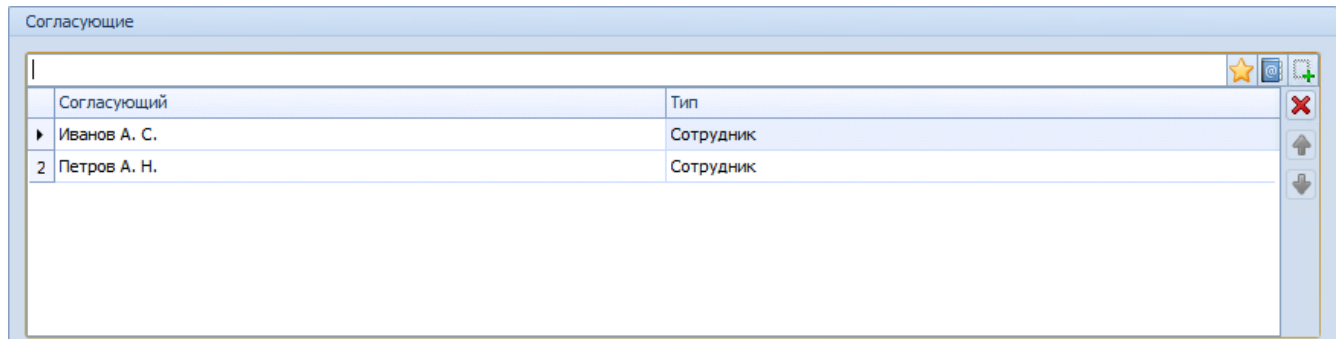 Согласующие
Согласующий Тип
Иванов А. С. Сотрудник
2 Петров А. Н. Сотрудник